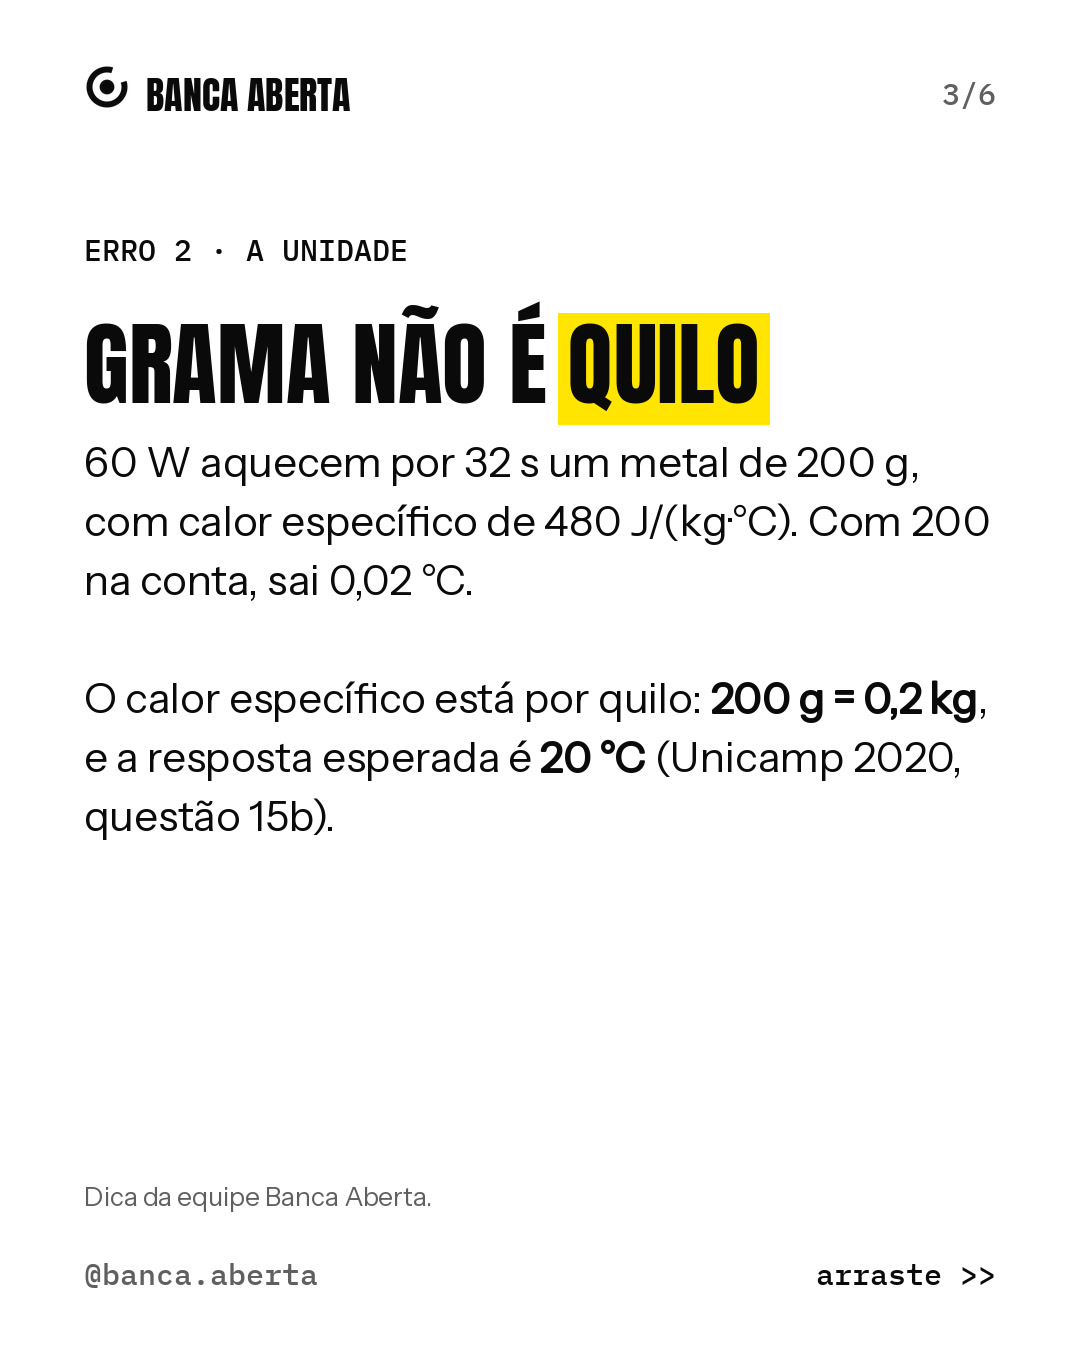 BANCA ABERTA
3/6
ERRO 2 · A UNIDADE
GRAMA NÃO É QUILO
60 W aquecem por 32 s um metal de 200 g,
com calor específico de 480 J/(kg·°C). Com 200
na conta, sai 0,02 °C.
O calor específico está por quilo: 200 g = 0,2 kg,
e a resposta esperada é 20 °C (Unicamp 2020,
questão 15b).
Dica da equipe Banca Aberta.
@banca.aberta
arraste >>